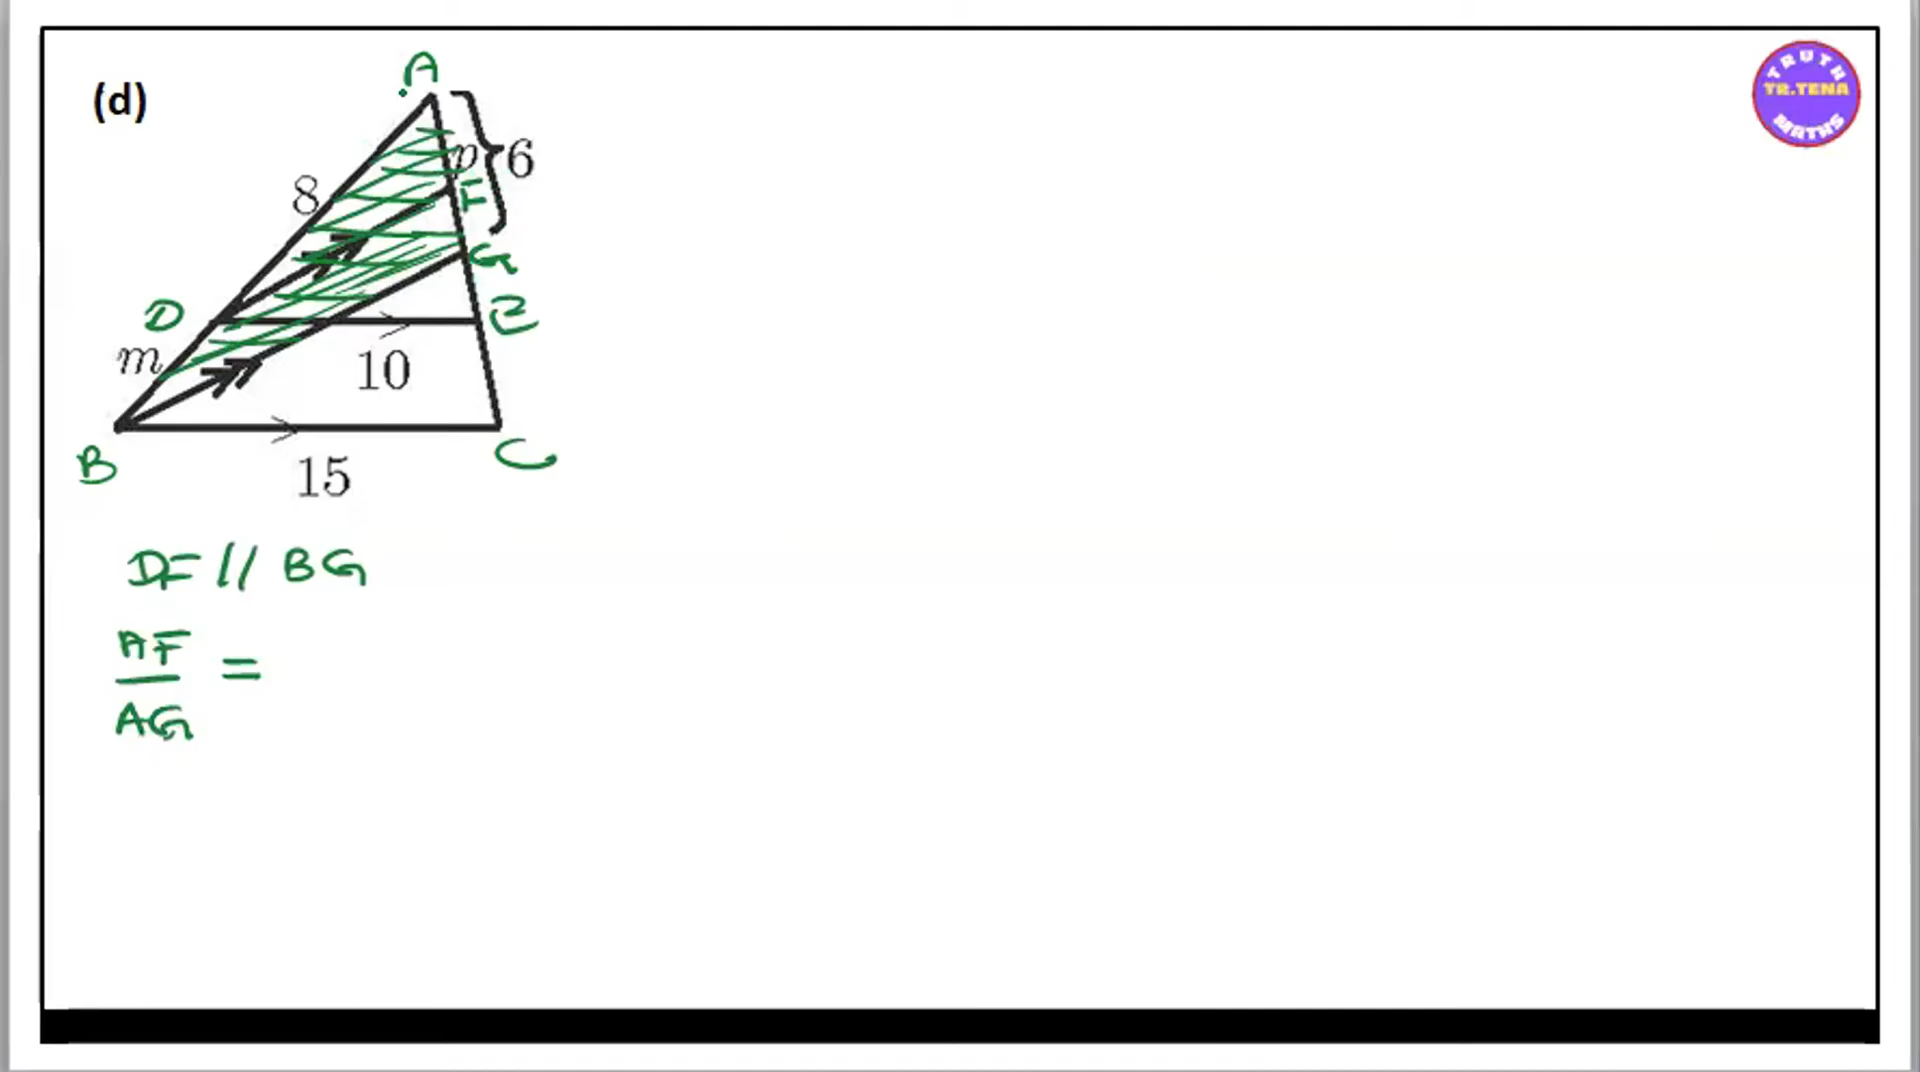 (d)
A
8
p
6
F
G
D
E
m
10
B
C
15
DF // BG
AF
=
AG
TRUTH
TR.TENA
MATHS